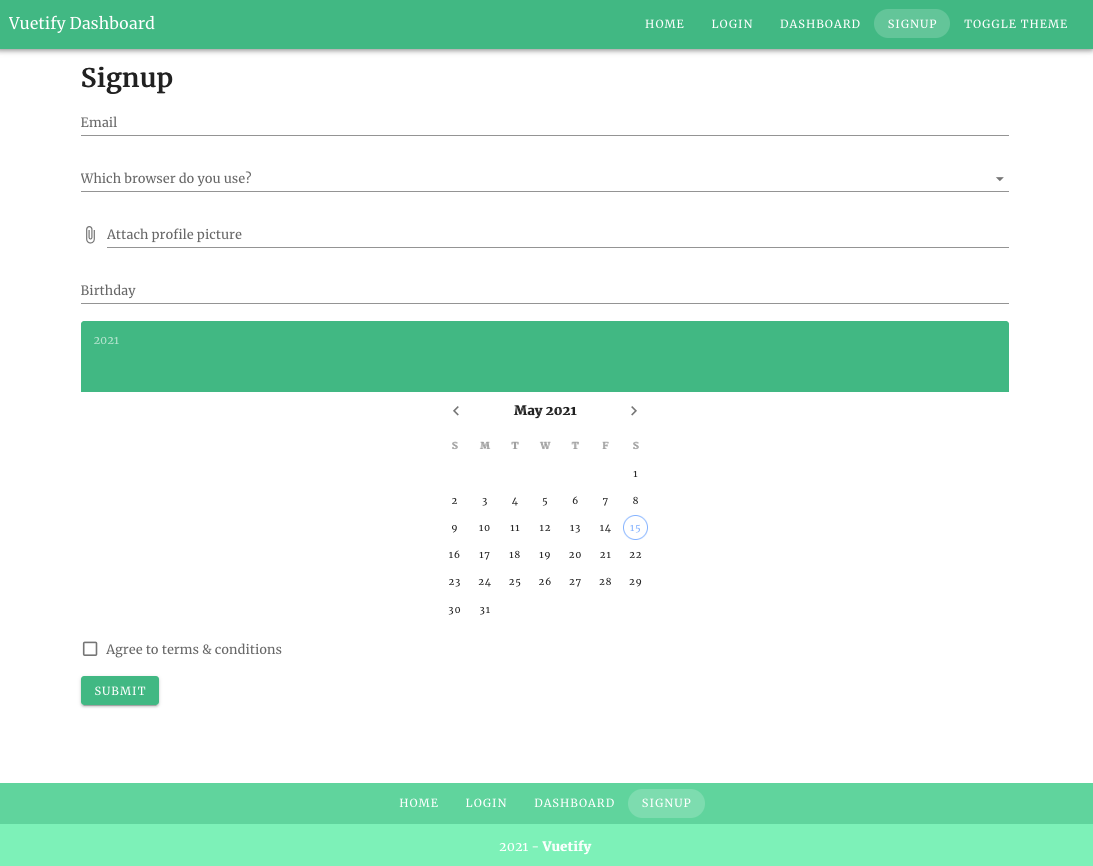 Vuetify Dashboard HOME LOGIN DASHBOARD SIGNUP TOGGLE THEME
Signup
Email
Which browser do you use?
Attach profile picture
Birthday
2021
May 2021
S M T W T F S
1
2 3 4 5 6 7 8
9 10 11 12 13 14 15
16 17 18 19 20 21 22
23 24 25 26 27 28 29
30 31
Agree to terms & conditions
SUBMIT
HOME LOGIN DASHBOARD SIGNUP
2021 - Vuetify